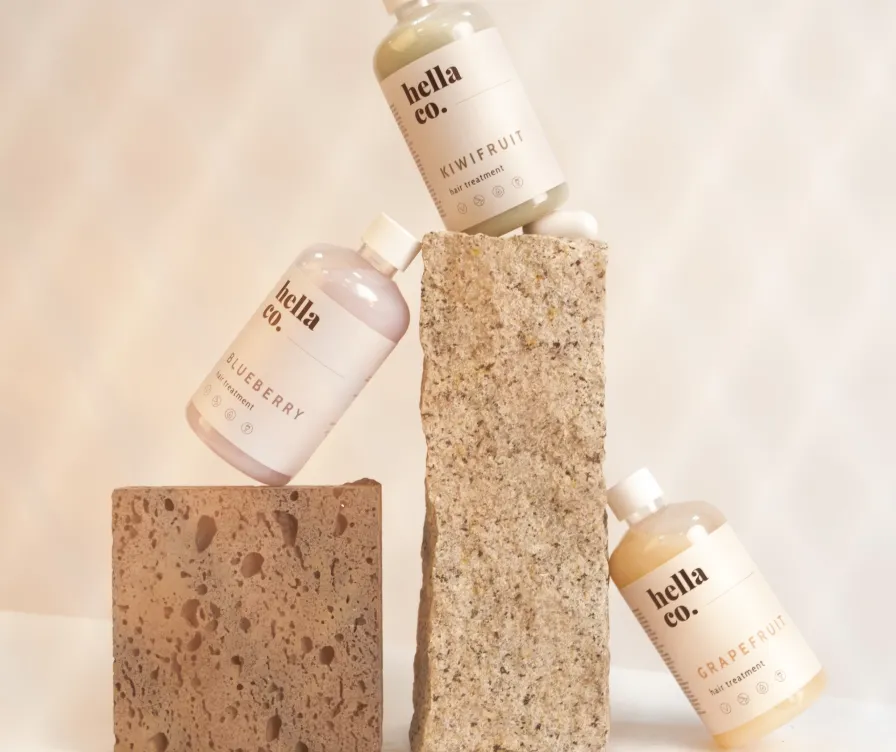 hella
co.
KIWIFRUIT
hair treatment
hella
co.
BLUEBERRY
hair treatment
hella
co.
GRAPEFRUIT
hair treatment